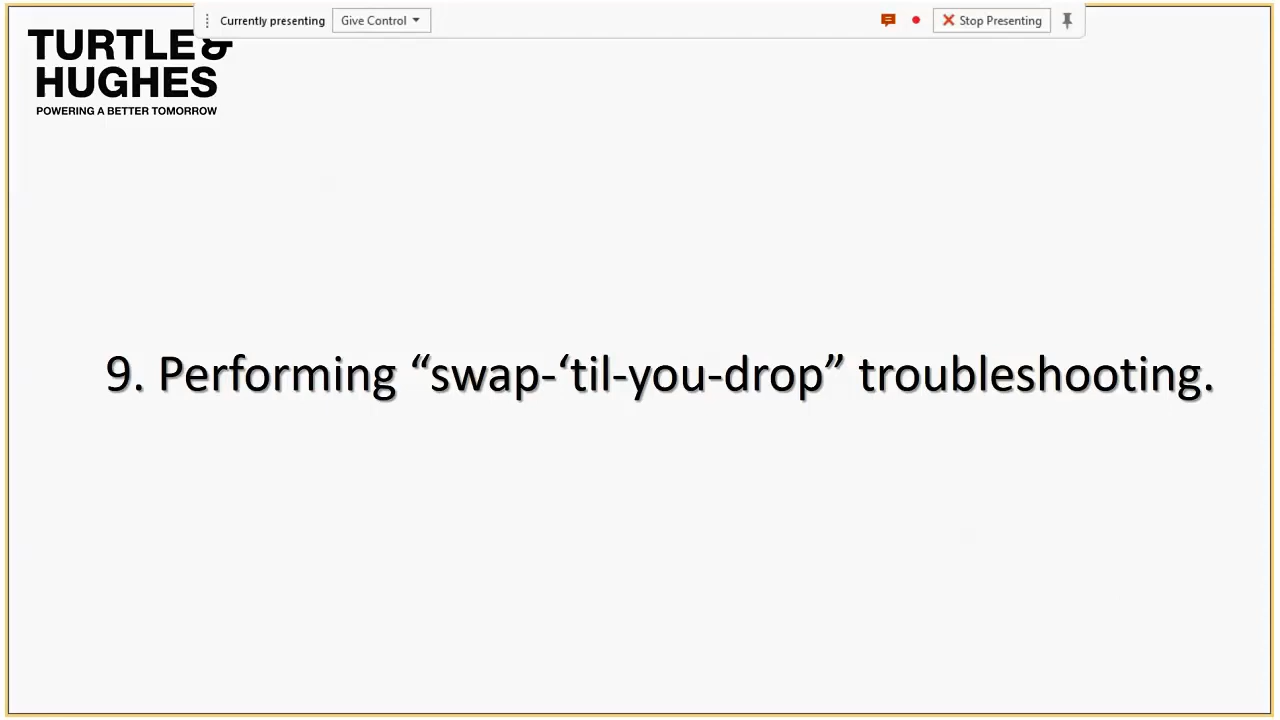 Currently presenting
Give Control
Stop Presenting
TURTLE &
HUGHES
POWERING A BETTER TOMORROW
9. Performing “swap-‘til-you-drop” troubleshooting.